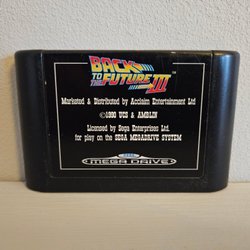 BACK
TO THE
FUTURE III
Marketed & Distributed by Acclaim Entertainment Ltd
©1990 UCS & AMBLIN
Licensed by Sega Enterprises Ltd.
for play on the SEGA MEGADRIVE SYSTEM
SEGA
MEGA DRIVE